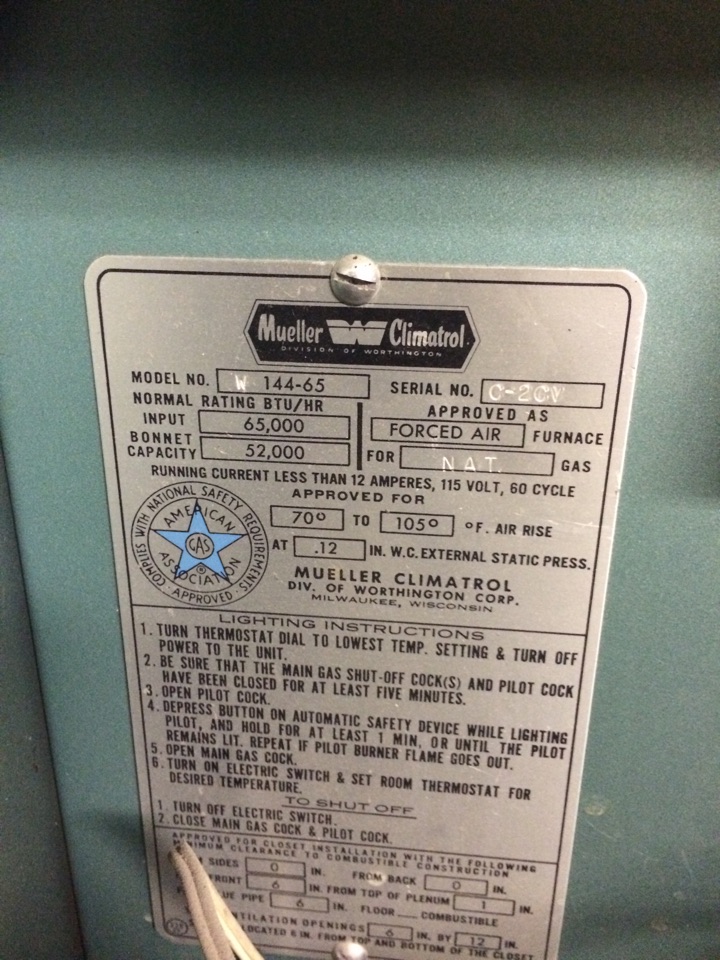 Mueller W Climatrol
DIVISION OF WORTHINGTON
MODEL NO. W 144-65
SERIAL NO. C-2CV
NORMAL RATING BTU/HR
INPUT 65,000
BONNET CAPACITY 52,000
APPROVED AS
FORCED AIR FURNACE
FOR NAT. GAS
RUNNING CURRENT LESS THAN 12 AMPERES, 115 VOLT, 60 CYCLE
APPROVED FOR
70° TO 105° °F. AIR RISE
AT .12 IN. W.C. EXTERNAL STATIC PRESS.
COMPLIES WITH NATIONAL SAFETY REQUIREMENTS
AMERICAN
GAS
ASSOCIATION
APPROVED
MUELLER CLIMATROL
DIV. OF WORTHINGTON CORP.
MILWAUKEE, WISCONSIN
LIGHTING INSTRUCTIONS
1. TURN THERMOSTAT DIAL TO LOWEST TEMP. SETTING & TURN OFF
POWER TO THE UNIT.
2. BE SURE THAT THE MAIN GAS SHUT-OFF COCK(S) AND PILOT COCK
HAVE BEEN CLOSED FOR AT LEAST FIVE MINUTES.
3. OPEN PILOT COCK.
4. DEPRESS BUTTON ON AUTOMATIC SAFETY DEVICE WHILE LIGHTING
PILOT, AND HOLD FOR AT LEAST 1 MIN. OR UNTIL THE PILOT
REMAINS LIT. REPEAT IF PILOT BURNER FLAME GOES OUT.
5. OPEN MAIN GAS COCK.
6. TURN ON ELECTRIC SWITCH & SET ROOM THERMOSTAT FOR
DESIRED TEMPERATURE.
TO SHUT OFF
1. TURN OFF ELECTRIC SWITCH.
2. CLOSE MAIN GAS COCK & PILOT COCK.
APPROVED FOR CLOSET INSTALLATION WITH THE FOLLOWING
MINIMUM CLEARANCE TO COMBUSTIBLE CONSTRUCTION
SIDES 0 IN. FROM BACK 0 IN.
FRONT 6 IN. FROM TOP OF PLENUM 1 IN.
PIPE 6 IN. FLOOR COMBUSTIBLE
OPENINGS 6 IN. BY 12 IN.
LOCATED 6 IN. FROM TOP AND BOTTOM OF THE CLOSET